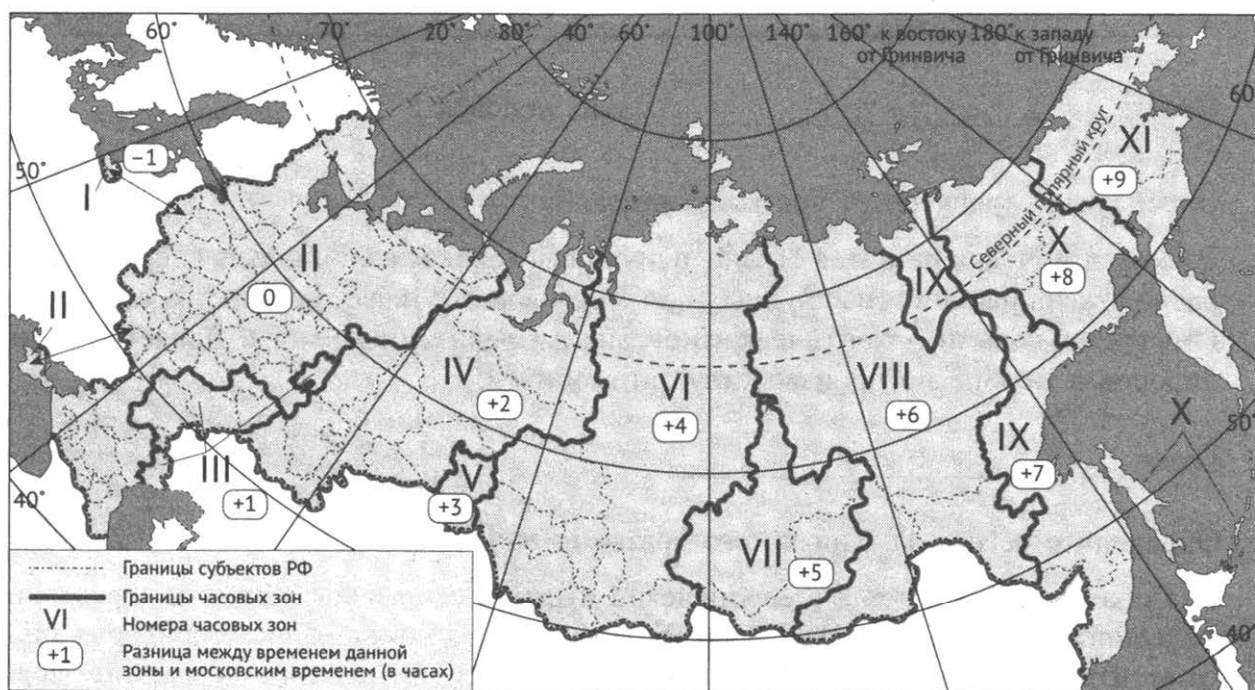 60° 70° 20° 40° 60° 80° 100° 120° 140° 160° к востоку 180° к западу
от Гринвича от Гринвича
60°
50°
Северный полярный круг
XI
+9
−1
I
II
0
X
+8
IX
II
IV
+2
VI
+4
VIII
+6
X
50°
IX
+7
40°
III
+1
V
+3
VII
+5
40°
Границы субъектов РФ
Границы часовых зон
VI Номера часовых зон
+1 Разница между временем данной
зоны и московским временем (в часах)